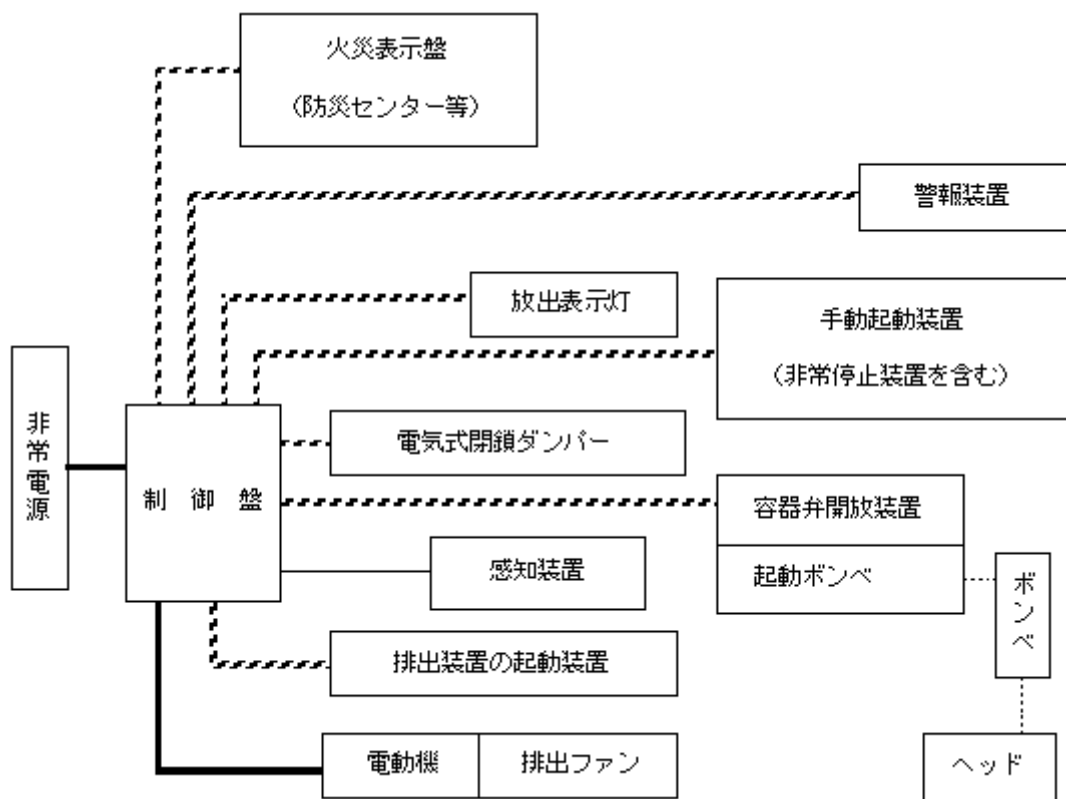 火災表示盤
(防災センター等)
警報装置
放出表示灯
手動起動装置
(非常停止装置を含む)
非常電源
制御盤
電気式閉鎖ダンパー
容器弁開放装置
起動ボンベ
感知装置
ボンベ
排出装置の起動装置
電動機
排出ファン
ヘッド